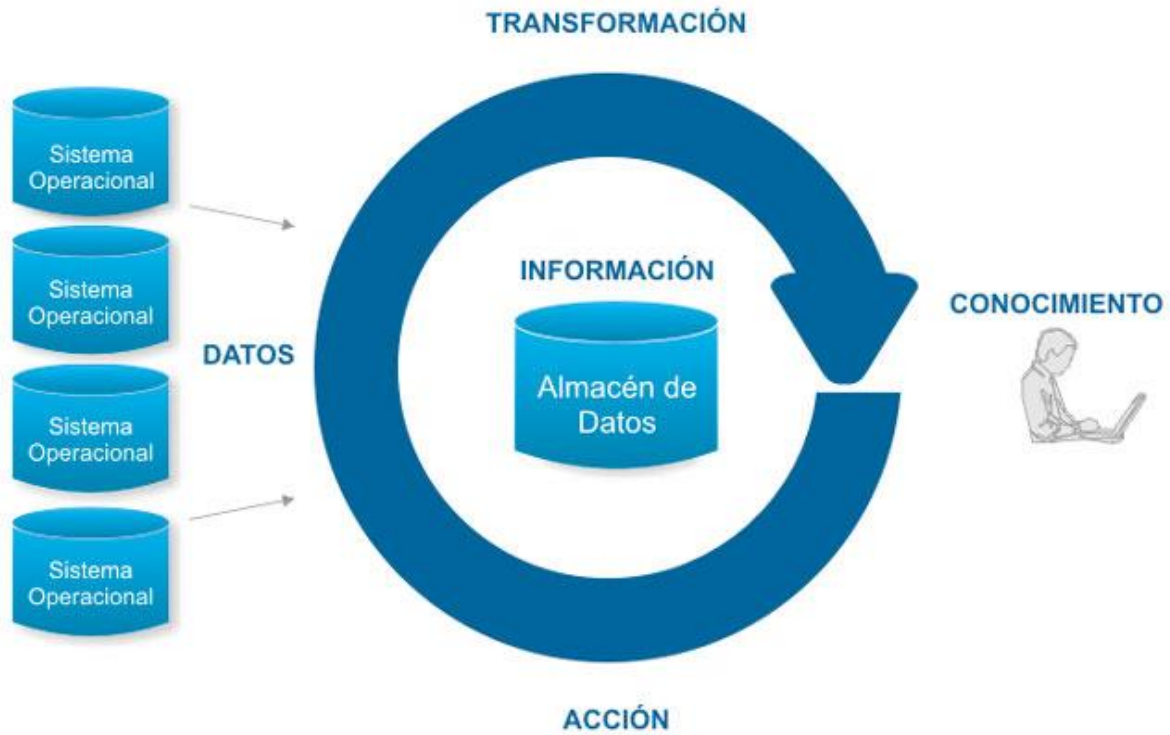 TRANSFORMACIÓN
Sistema
Operacional
Sistema
Operacional
DATOS
Sistema
Operacional
Sistema
Operacional
INFORMACIÓN
Almacén de
Datos
CONOCIMIENTO
ACCIÓN